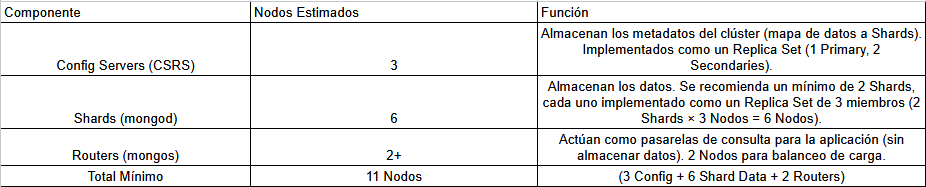 Componente Nodos Estimados Función
Almacenan los metadatos del clúster (mapa de datos a Shards).
Implementados como un Replica Set (1 Primary, 2
Config Servers (CSRS) 3 Secondaries).
Almacenan los datos. Se recomienda un mínimo de 2 Shards,
cada uno implementado como un Replica Set de 3 miembros (2
Shards (mongod) 6 Shards × 3 Nodos = 6 Nodos).
Actúan como pasarelas de consulta para la aplicación (sin
Routers (mongos) 2+ almacenar datos). 2 Nodos para balanceo de carga.
Total Mínimo 11 Nodos (3 Config + 6 Shard Data + 2 Routers)